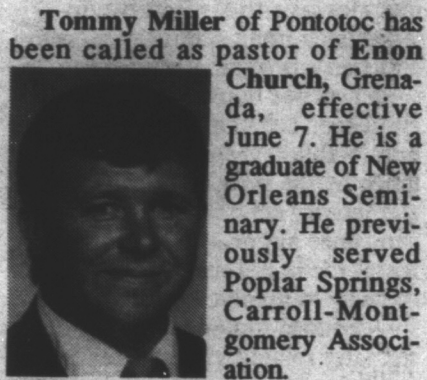 Tommy Miller of Pontotoc has
been called as pastor of Enon
Church, Grena-
da, effective
June 7. He is a
graduate of New
Orleans Semi-
nary. He previ-
ously served
Poplar Springs,
Carroll-Mont-
gomery Associ-
ation.